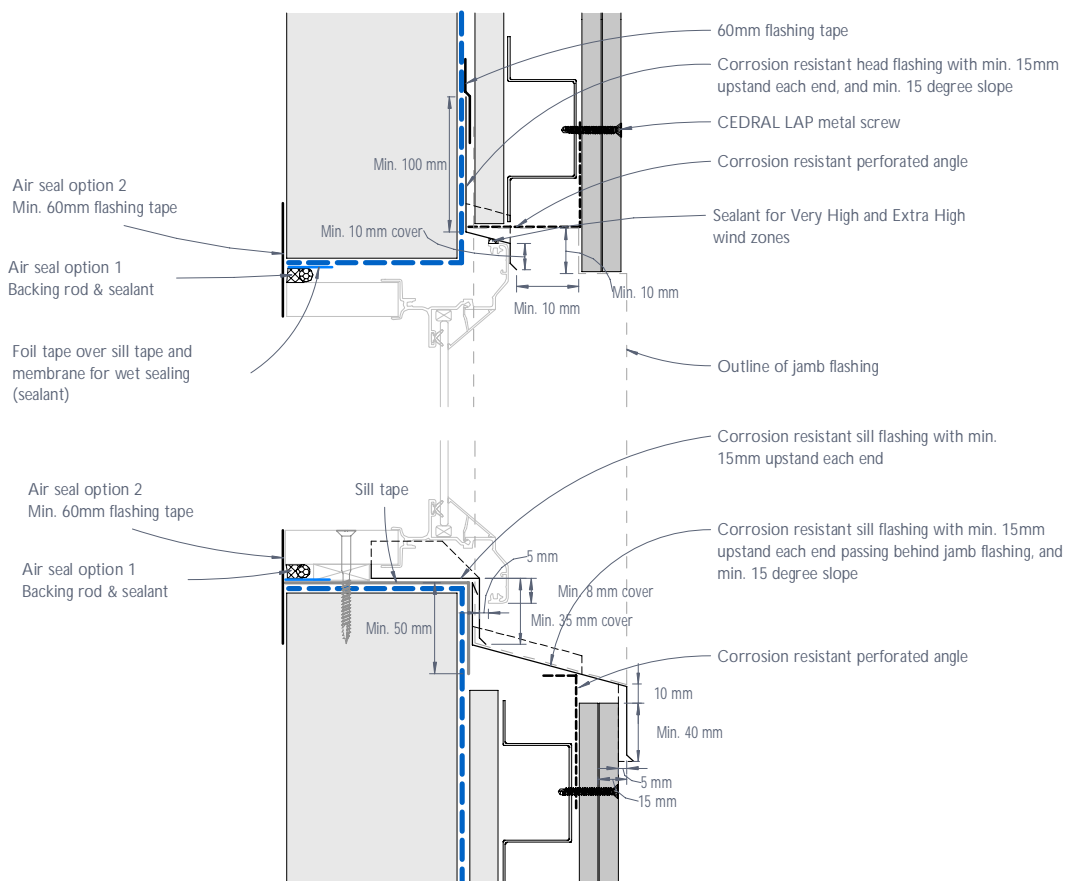 60mm flashing tape
Corrosion resistant head flashing with min. 15mm
upstand each end, and min. 15 degree slope
CEDRAL LAP metal screw
Corrosion resistant perforated angle
Sealant for Very High and Extra High
wind zones
Min. 100 mm
Min. 10 mm cover
Min. 10 mm
Min. 10 mm
Air seal option 2
Min. 60mm flashing tape
Air seal option 1
Backing rod & sealant
Foil tape over sill tape and
membrane for wet sealing
(sealant)
Outline of jamb flashing
Corrosion resistant sill flashing with min.
15mm upstand each end
Air seal option 2
Min. 60mm flashing tape
Sill tape
Air seal option 1
Backing rod & sealant
Corrosion resistant sill flashing with min. 15mm
upstand each end passing behind jamb flashing, and
min. 15 degree slope
5 mm
Min. 8 mm cover
Min. 35 mm cover
Min. 50 mm
Corrosion resistant perforated angle
10 mm
Min. 40 mm
5 mm
15 mm